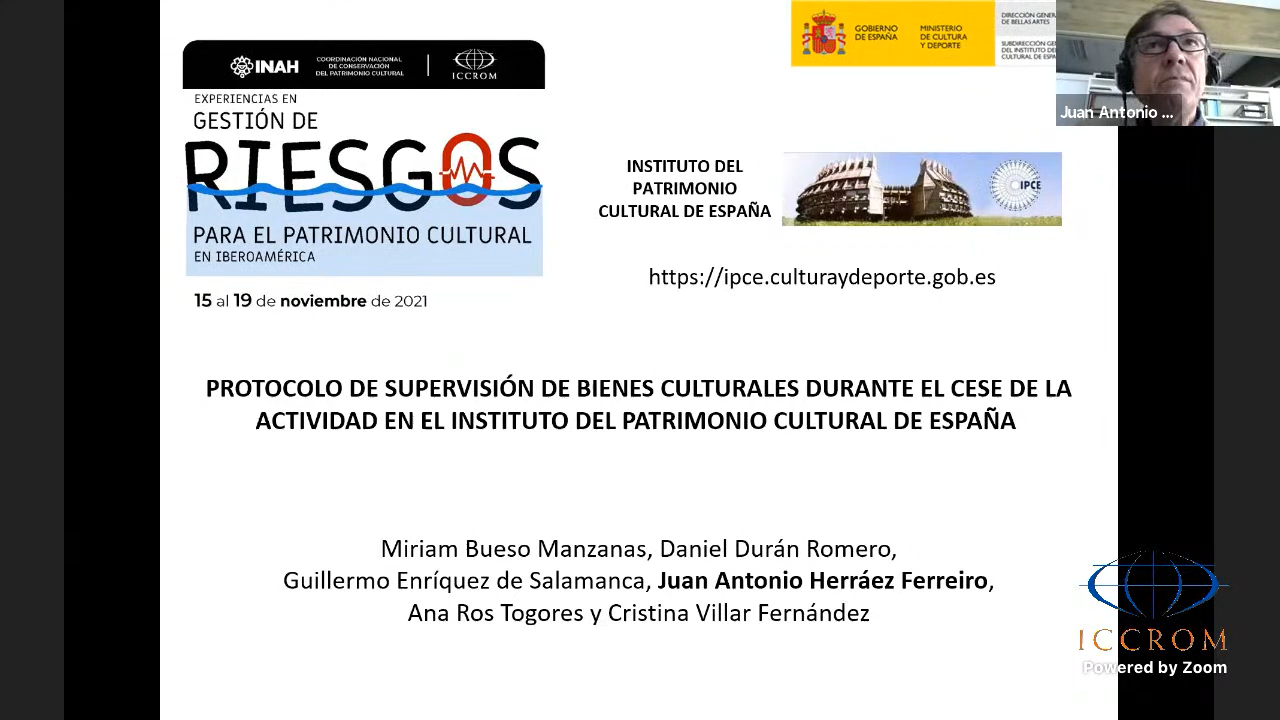 INAH
COORDINACIÓN NACIONAL
DE CONSERVACIÓN
DEL PATRIMONIO CULTURAL
ICCROM
EXPERIENCIAS EN
GESTIÓN DE
RIESGOS
PARA EL PATRIMONIO CULTURAL
EN IBEROAMÉRICA
15 al 19 de noviembre de 2021
GOBIERNO
DE ESPAÑA
MINISTERIO
DE CULTURA
Y DEPORTE
DIRECCIÓN GENER
DE BELLAS ARTES
SUBDIRECCIÓN GE
DEL INSTITUTO
CULTURAL DE ESPA
Juan Antonio ...
INSTITUTO DEL
PATRIMONIO
CULTURAL DE ESPAÑA
IPCE
https://ipce.culturaydeporte.gob.es
PROTOCOLO DE SUPERVISIÓN DE BIENES CULTURALES DURANTE EL CESE DE LA
ACTIVIDAD EN EL INSTITUTO DEL PATRIMONIO CULTURAL DE ESPAÑA
Miriam Bueso Manzanas, Daniel Durán Romero,
Guillermo Enríquez de Salamanca, Juan Antonio Herráez Ferreiro,
Ana Ros Togores y Cristina Villar Fernández
ICCROM
Powered by Zoom